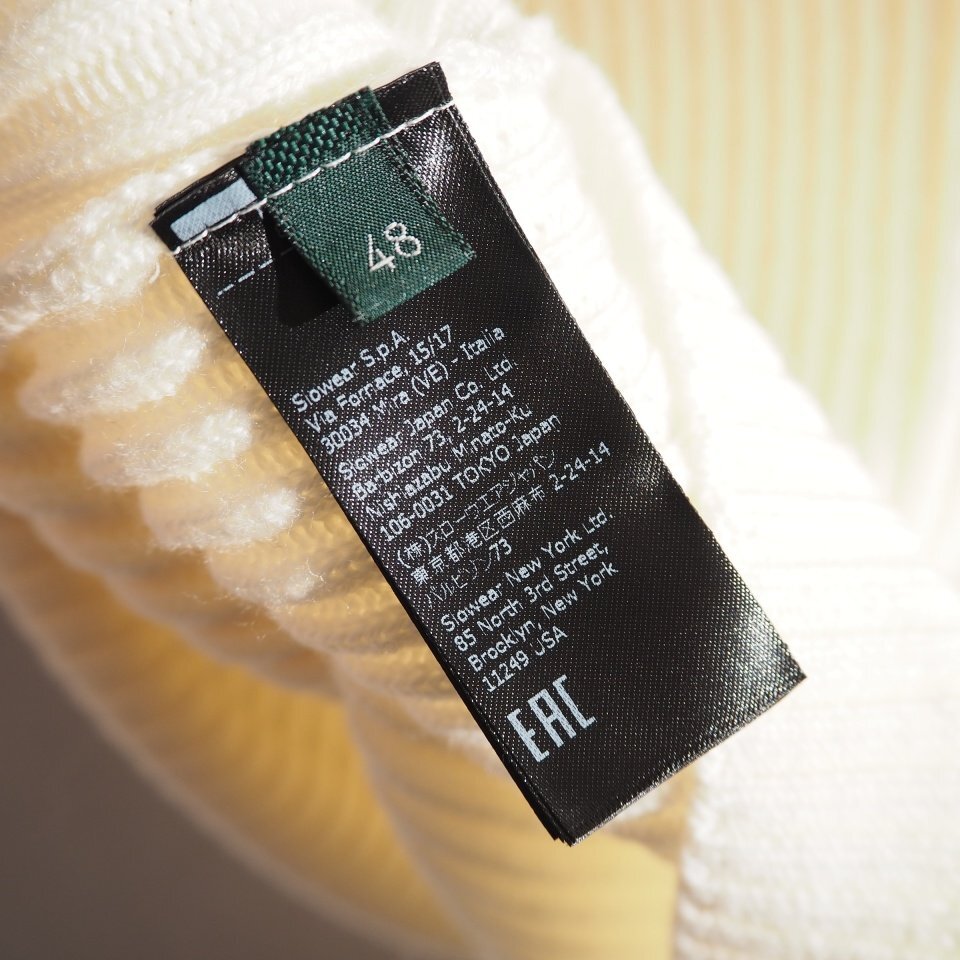 48
Slowear S.p.A.
Via Fornace, 15/17
30034 Mira (VE) - Italia
Slowear Japan Co. Ltd.
Barbizon 73, 2-24-14
Nishiazabu Minato-Ku
106-0031 TOKYO Japan
(株)スローウエアジャパン
東京都港区西麻布 2-24-14
バルビゾン73
Slowear New York Ltd.
85 North 3rd Street,
Brooklyn, New York
11249 USA
EAC